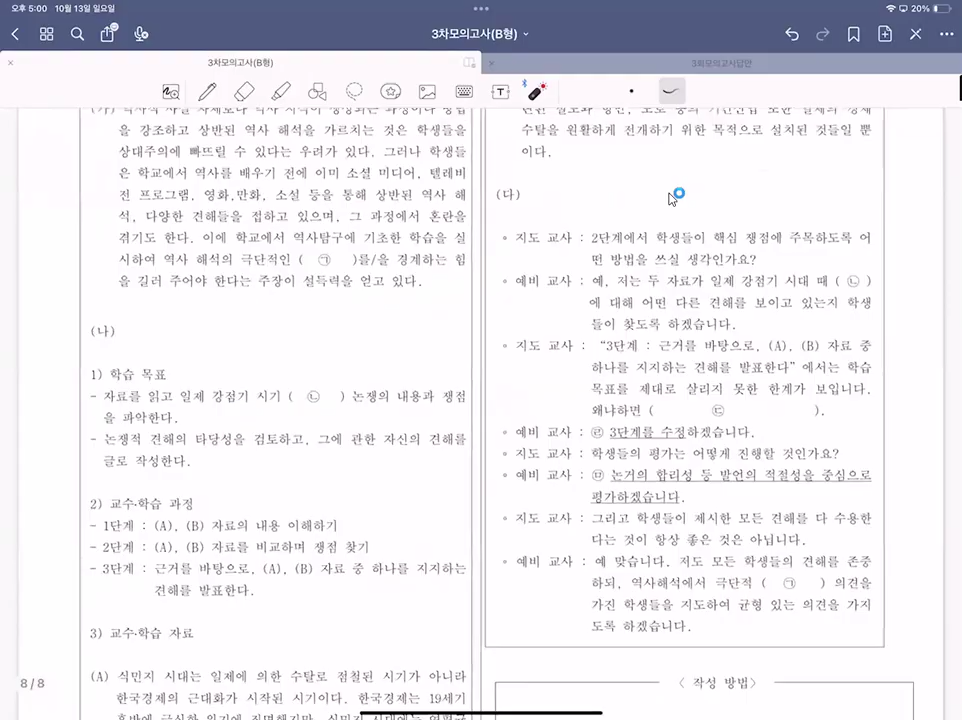 오후 5:00 10월 13일 일요일
20%
3차모의고사(B형)
3차모의고사(B형)
3회모의고사답안
을 강조하고 상반된 역사 해석을 가르치는 것은 학생들을
상대주의에 빠뜨릴 수 있다는 우려가 있다. 그러나 학생들
은 학교에서 역사를 배우기 전에 이미 소셜 미디어, 텔레비
전 프로그램, 영화,만화, 소설 등을 통해 상반된 역사 해
석, 다양한 견해들을 접하고 있으며, 그 과정에서 혼란을
겪기도 한다. 이에 학교에서 역사탐구에 기초한 학습을 실
시하여 역사 해석의 극단적인 ( ㉠ )를/을 경계하는 힘
을 길러 주어야 한다는 주장이 설득력을 얻고 있다.
(나)
1) 학습 목표
- 자료를 읽고 일제 강점기 시기 ( ㉡ ) 논쟁의 내용과 쟁점
을 파악한다.
- 논쟁적 견해의 타당성을 검토하고, 그에 관한 자신의 견해를
글로 작성한다.
2) 교수·학습 과정
- 1단계 : (A), (B) 자료의 내용 이해하기
- 2단계 : (A), (B) 자료를 비교하며 쟁점 찾기
- 3단계 : 근거를 바탕으로, (A), (B) 자료 중 하나를 지지하는
견해를 발표한다.
3) 교수·학습 자료
(A) 식민지 시대는 일제에 의한 수탈로 점철된 시기가 아니라
한국경제의 근대화가 시작된 시기이다. 한국경제는 19세기
8/8
수탈을 원활하게 전개하기 위한 목적으로 설치된 것들일 뿐
이다.
(다)
◦ 지도 교사 : 2단계에서 학생들이 핵심 쟁점에 주목하도록 어
떤 방법을 쓰실 생각인가요?
◦ 예비 교사 : 예, 저는 두 자료가 일제 강점기 시대 때 ( ㉡ )
에 대해 어떤 다른 견해를 보이고 있는지 학생
들이 찾도록 하겠습니다.
◦ 지도 교사 : “3단계 : 근거를 바탕으로, (A), (B) 자료 중
하나를 지지하는 견해를 발표한다”에서는 학습
목표를 제대로 살리지 못한 한계가 보입니다.
왜냐하면 ( ㉢ ).
◦ 예비 교사 : ㉣ 3단계를 수정하겠습니다.
◦ 지도 교사 : 학생들의 평가는 어떻게 진행할 것인가요?
◦ 예비 교사 : ㉤ 논거의 합리성 등 발언의 적절성을 중심으로
평가하겠습니다.
◦ 지도 교사 : 그리고 학생들이 제시한 모든 견해를 다 수용한
다는 것이 항상 좋은 것은 아닙니다.
◦ 예비 교사 : 예 맞습니다. 저도 모든 학생들의 견해를 존중
하되, 역사해석에서 극단적 ( ㉠ ) 의견을
가진 학생들을 지도하여 균형 있는 의견을 가지
도록 하겠습니다.
〈 작성 방법〉